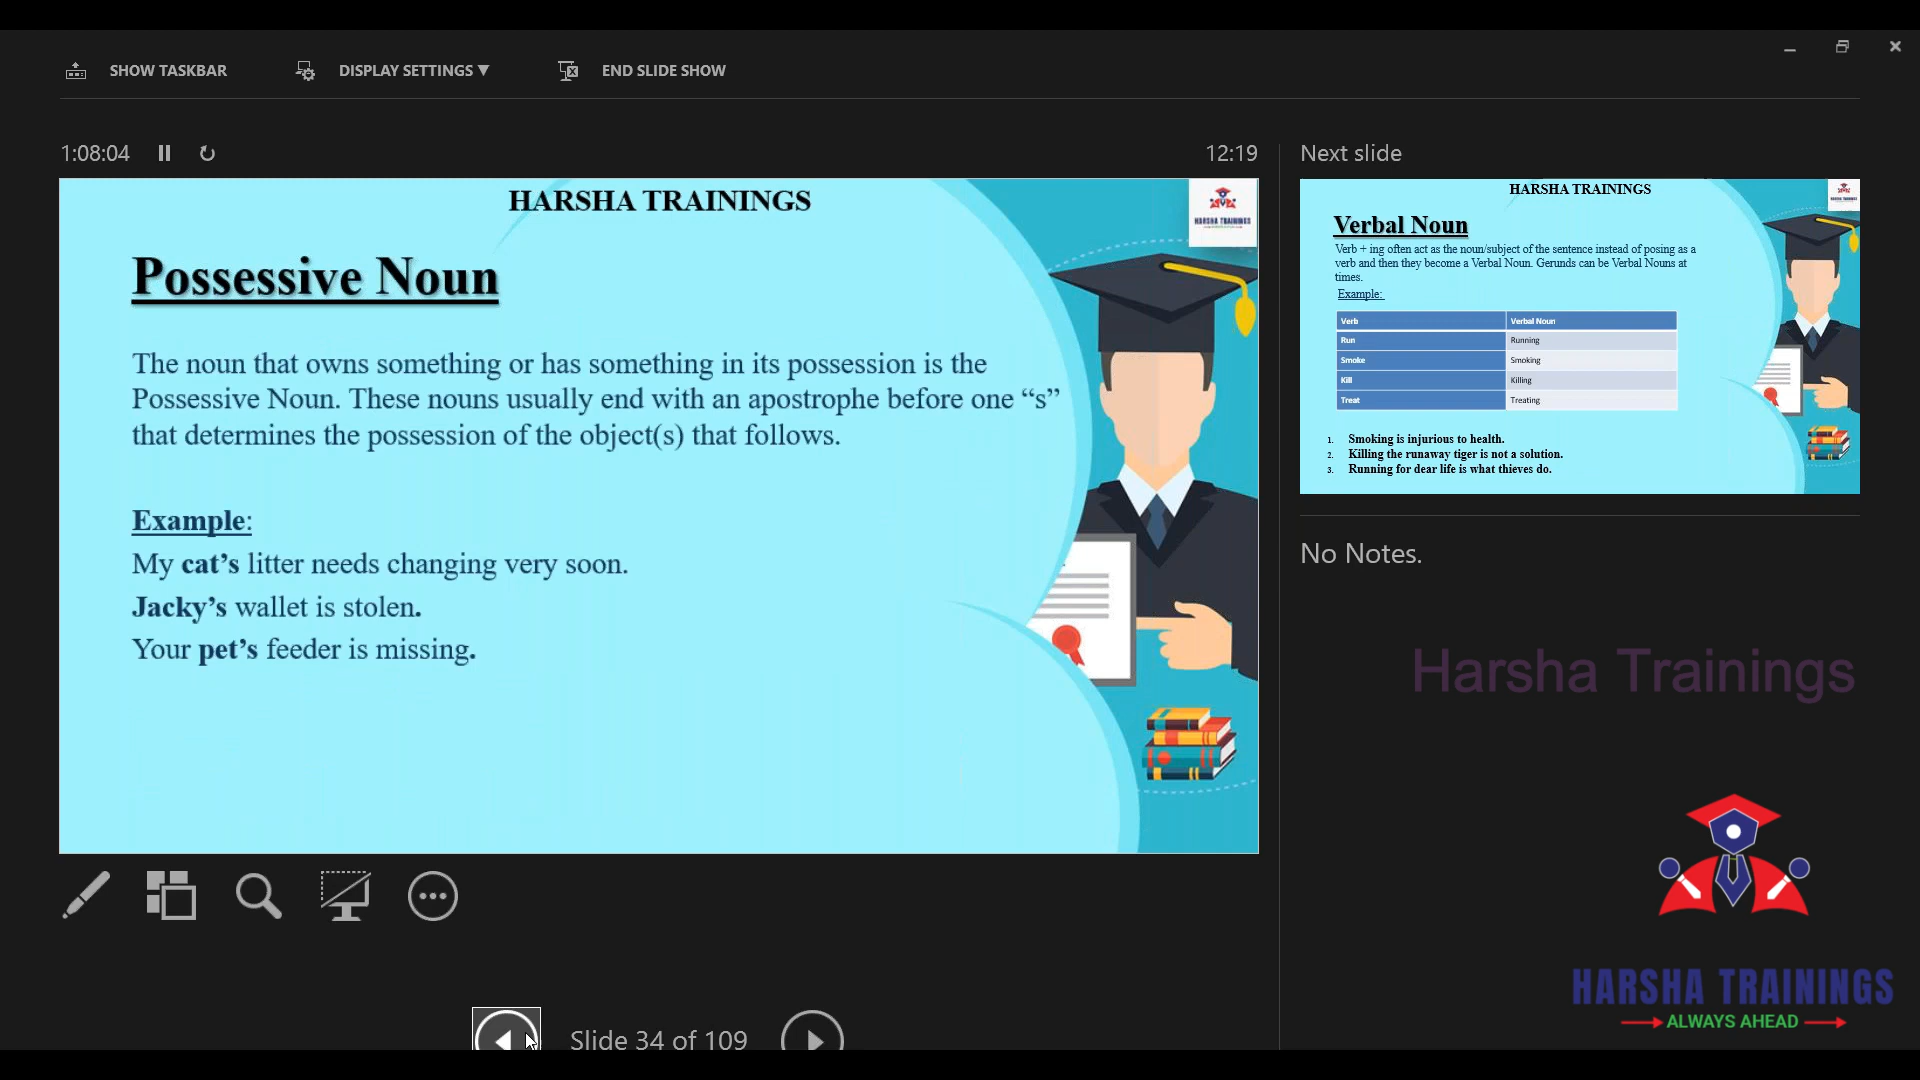 SHOW TASKBAR
DISPLAY SETTINGS ▼
END SLIDE SHOW
1:08:04
12:19
Next slide
HARSHA TRAININGS
HARSHA TRAININGS
Possessive Noun
The noun that owns something or has something in its possession is the
Possessive Noun. These nouns usually end with an apostrophe before one “s”
that determines the possession of the object(s) that follows.
Example:
My cat’s litter needs changing very soon.
Jacky’s wallet is stolen.
Your pet’s feeder is missing.
Slide 34 of 109
HARSHA TRAININGS
Verbal Noun
Verb + ing often act as the noun/subject of the sentence instead of posing as a
verb and then they become a Verbal Noun. Gerunds can be Verbal Nouns at
times.
Example:
Verb Verbal Noun
Run Running
Smoke Smoking
Kill Killing
Treat Treating
1. Smoking is injurious to health.
2. Killing the runaway tiger is not a solution.
3. Running for dear life is what thieves do.
No Notes.
Harsha Trainings
HARSHA TRAININGS
ALWAYS AHEAD